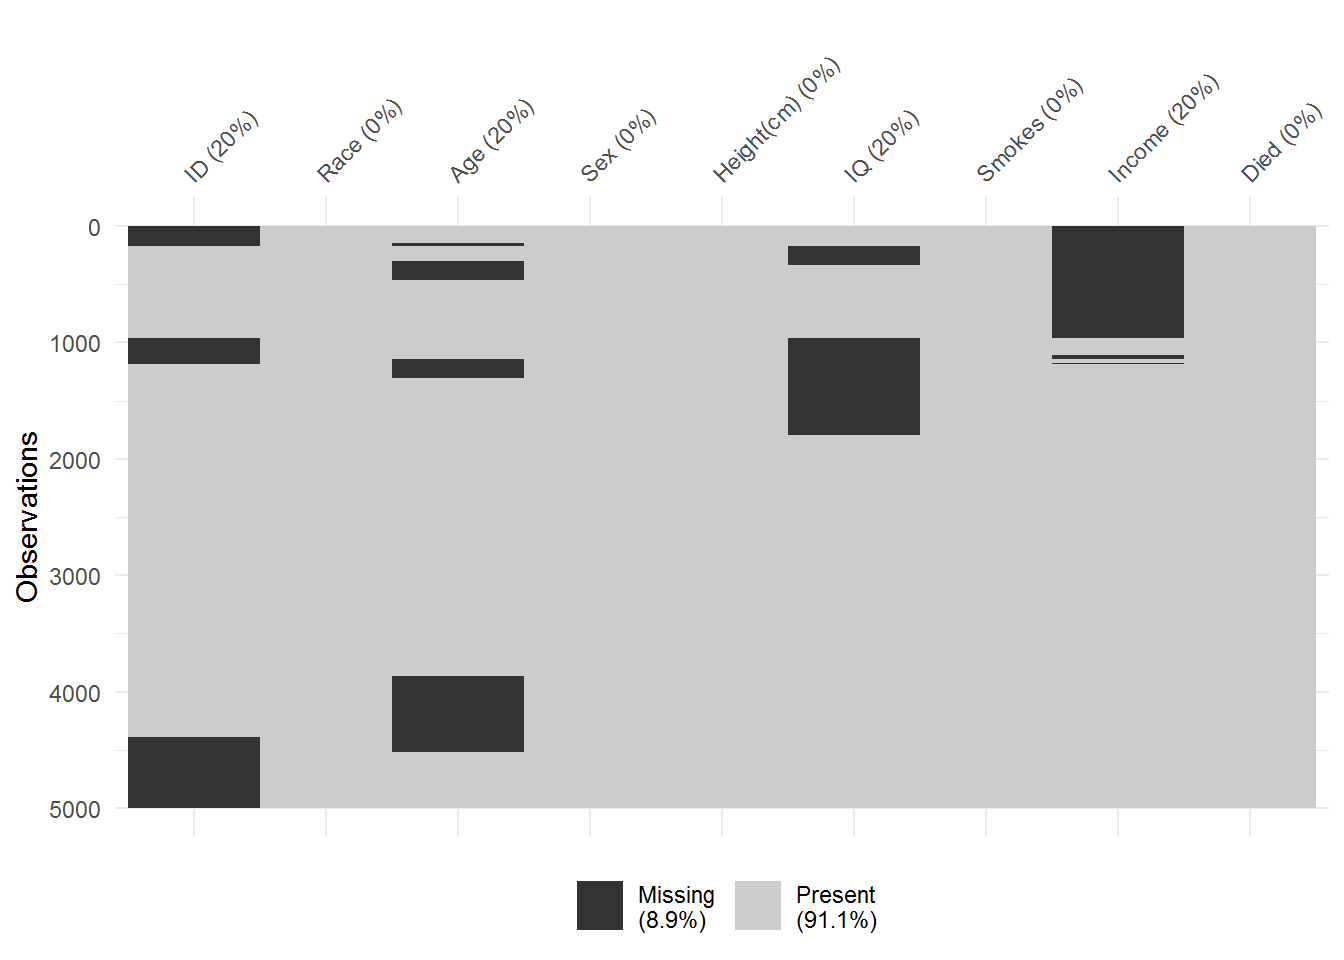 ID (20%)
Race (0%)
Age (20%)
Sex (0%)
Height(cm) (0%)
IQ (20%)
Smokes (0%)
Income (20%)
Died (0%)
0
1000
2000
3000
4000
5000
Observations
Missing
(8.9%)
Present
(91.1%)